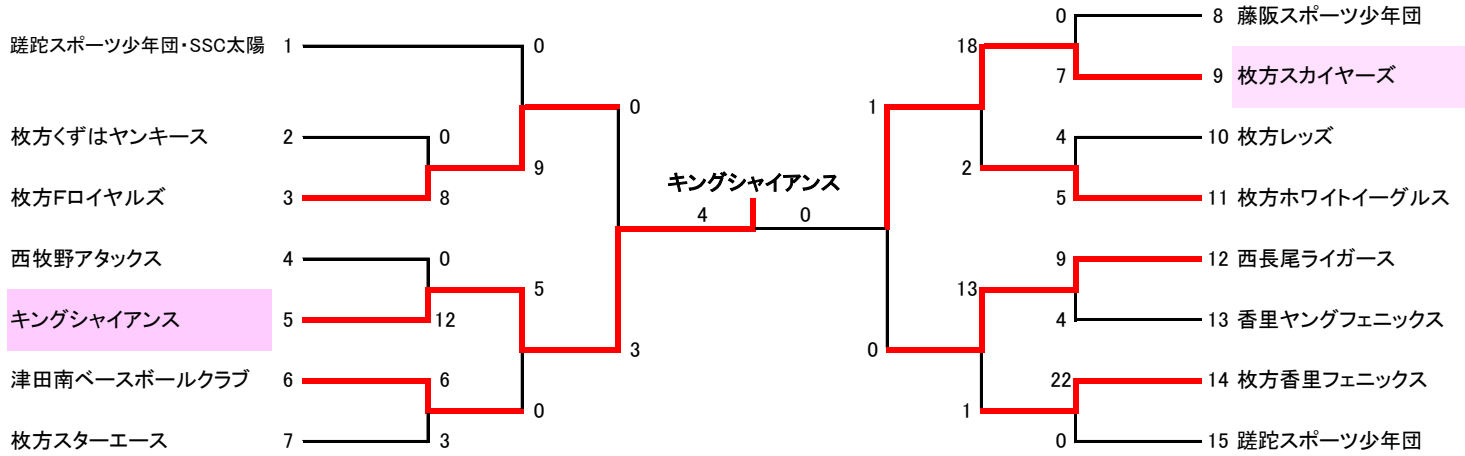 蹉跎スポーツ少年団・SSC太陽 1 0
枚方くずはヤンキース 2 0
枚方Fロイヤルズ 3 8
9
0
西牧野アタックス 4 0
キングシャイアンス 5 12
5
津田南ベースボールクラブ 6 6
枚方スターエース 7 3
0
3
キングシャイアンス
4 0
0 8 藤阪スポーツ少年団
18
7 9 枚方スカイヤーズ
1
4 10 枚方レッズ
2
5 11 枚方ホワイトイーグルス
9 12 西長尾ライガース
13
4 13 香里ヤングフェニックス
0
22 14 枚方香里フェニックス
1
0 15 蹉跎スポーツ少年団